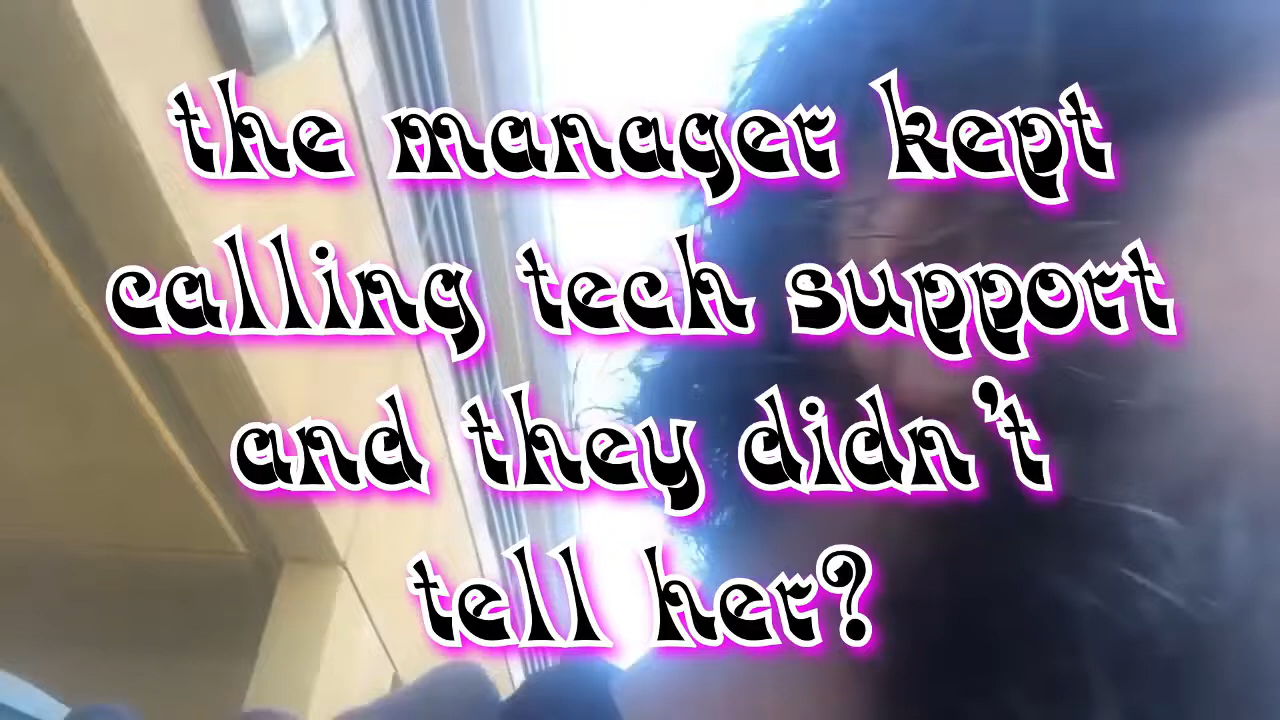 the manager kept
calling tech support
and they didn't
tell her?